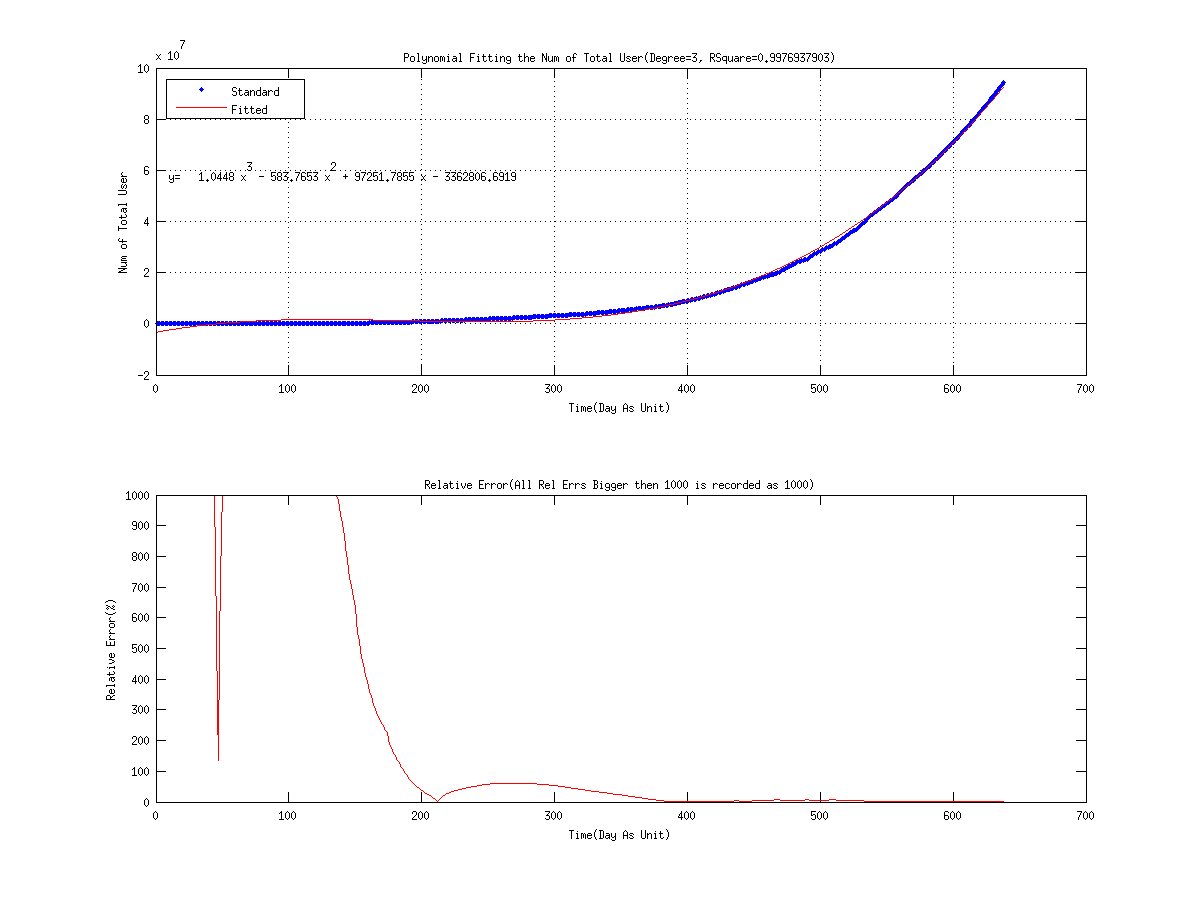 x 10 7
Polynomial Fitting the Num of Total User(Degree=3, RSquare=0.9976937903)
10
8
6
4
2
0
-2
Num of Total User
Standard
Fitted
y= 1.0448 x^3 - 583.7653 x^2 + 97251.7855 x - 3362806.6919
0 100 200 300 400 500 600 700
Time(Day As Unit)
Relative Error(All Rel Errs Bigger then 1000 is recorded as 1000)
1000
900
800
700
600
500
400
300
200
100
0
Relative Error(%)
0 100 200 300 400 500 600 700
Time(Day As Unit)